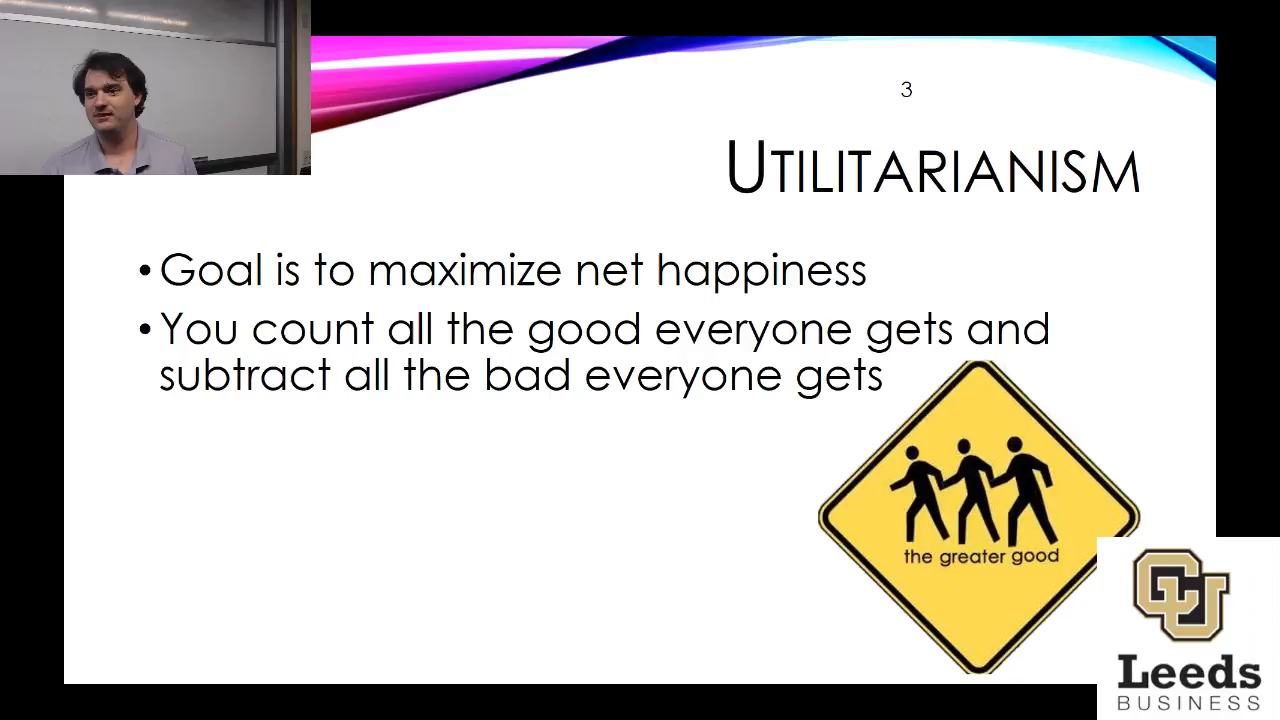 3
UTILITARIANISM
• Goal is to maximize net happiness
• You count all the good everyone gets and
subtract all the bad everyone gets
the greater good
CU
Leeds
BUSINESS